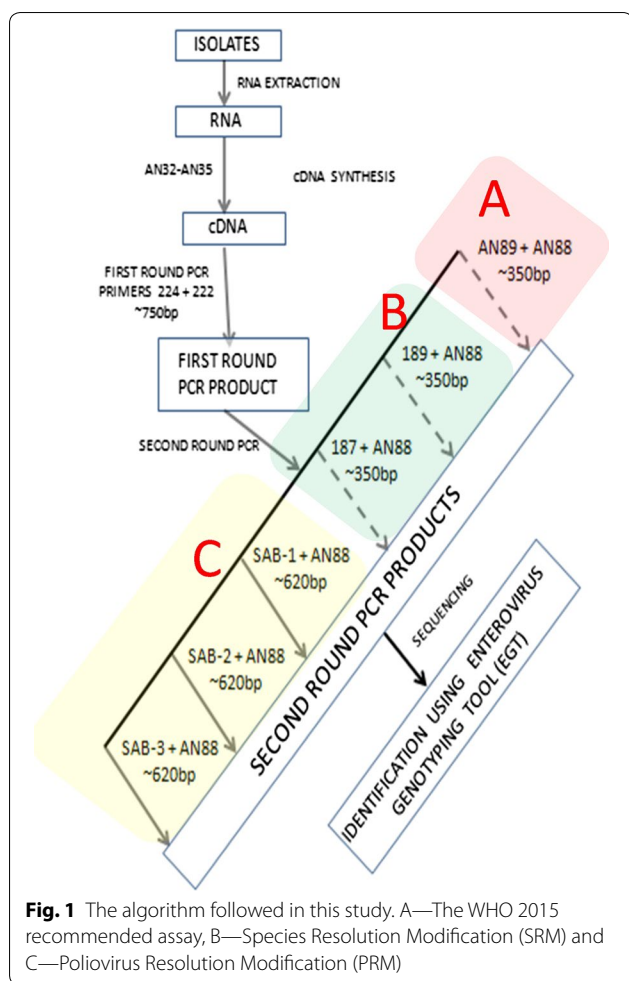 ISOLATES
RNA EXTRACTION
RNA
AN32-AN35
cDNA SYNTHESIS
cDNA
FIRST ROUND PCR
PRIMERS 224 + 222
~750bp
FIRST ROUND
PCR PRODUCT
SECOND ROUND PCR
A
AN89 + AN88
~350bp
B
189 + AN88
~350bp
187 + AN88
~350bp
C
SAB-1 + AN88
~620bp
SAB-2 + AN88
~620bp
SAB-3 + AN88
~620bp
SECOND ROUND PCR PRODUCTS
SEQUENCING
IDENTIFICATION USING ENTEROVIRUS
GENOTYPING TOOL (EGT)
Fig. 1 The algorithm followed in this study. A—The WHO 2015
recommended assay, B—Species Resolution Modification (SRM) and
C—Poliovirus Resolution Modification (PRM)